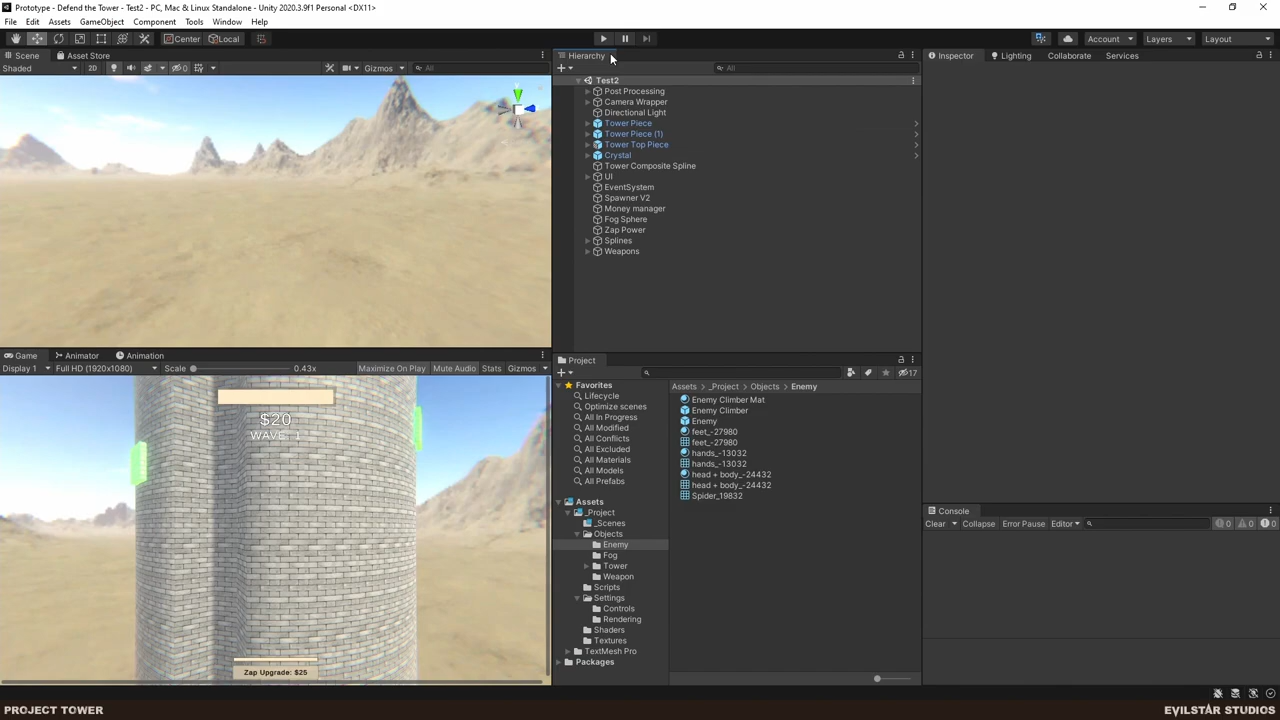 Prototype - Defend the Tower - Test2 - PC, Mac & Linux Standalone - Unity 2020.3.9f1 Personal <DX11>
File Edit Assets GameObject Component Tools Window Help
Center Local Account Layers Layout
Scene Asset Store
Shaded 2D 0 Gizmos All
y
Game Animator Animation
Display 1 Full HD (1920x1080) Scale 0.43x Maximize On Play Mute Audio Stats Gizmos
$20
WAVE: 1
Zap Upgrade: $25
Hierarchy
All
Test2
Post Processing
Camera Wrapper
Directional Light
Tower Piece
Tower Piece (1)
Tower Top Piece
Crystal
Tower Composite Spline
UI
EventSystem
Spawner V2
Money manager
Fog Sphere
Zap Power
Splines
Weapons
Project
17
Favorites
Lifecycle
Optimize scenes
All In Progress
All Modified
All Conflicts
All Excluded
All Materials
All Models
All Prefabs
Assets
_Project
_Scenes
Objects
Enemy
Fog
Tower
Weapon
Scripts
Settings
Controls
Rendering
Shaders
Textures
TextMesh Pro
Packages
Assets > _Project > Objects > Enemy
Enemy Climber Mat
Enemy Climber
Enemy
feet_-27980
feet_-27980
hands_-13032
hands_-13032
head + body_-24432
head + body_-24432
Spider_19832
Inspector Lighting Collaborate Services
Console
Clear Collapse Error Pause Editor 0 0 0
PROJECT TOWER
EVILSTAR STUDIOS